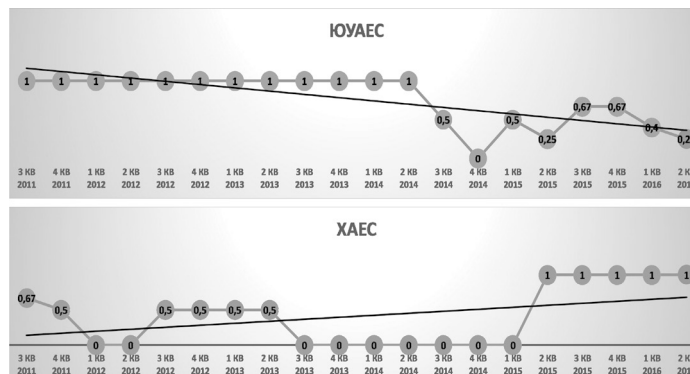 ЮУАЕС
1 1 1 1 1 1 1 1 1 1 1 1 0,5 0 0,5 0,25 0,67 0,67 0,4
3 КВ 4 КВ 1 КВ 2 КВ 3 КВ 4 КВ 1 КВ 2 КВ 3 КВ 4 КВ 1 КВ 2 КВ 3 КВ 4 КВ 1 КВ 2 КВ 3 КВ 4 КВ 1 КВ
2011 2011 2012 2012 2012 2012 2013 2013 2013 2013 2014 2014 2014 2014 2015 2015 2015 2015 2016
ХАЕС
0,67 0,5 0 0 0,5 0,5 0,5 0,5 0 0 0 0 0 0 0 1 1 1 1 1
3 КВ 4 КВ 1 КВ 2 КВ 3 КВ 4 КВ 1 КВ 2 КВ 3 КВ 4 КВ 1 КВ 2 КВ 3 КВ 4 КВ 1 КВ 2 КВ 3 КВ 4 КВ 1 КВ
2011 2011 2012 2012 2012 2012 2013 2013 2013 2013 2014 2014 2014 2014 2015 2015 2015 2015 2016